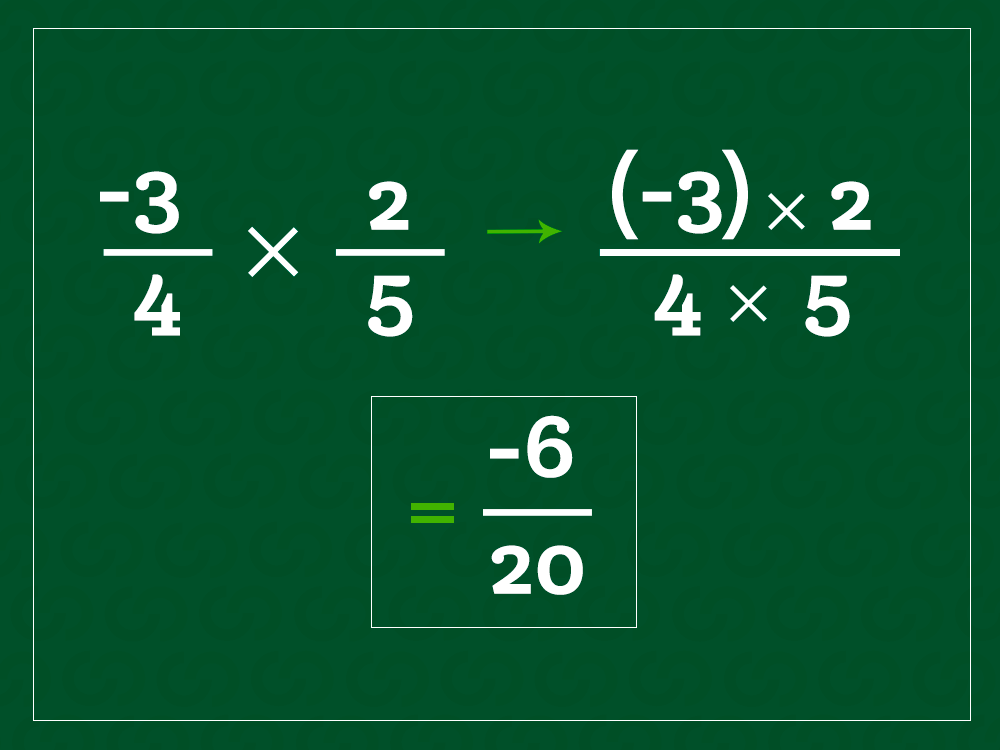 -3/4 × 2/5 → (-3) × 2 / 4 × 5
= -6/20